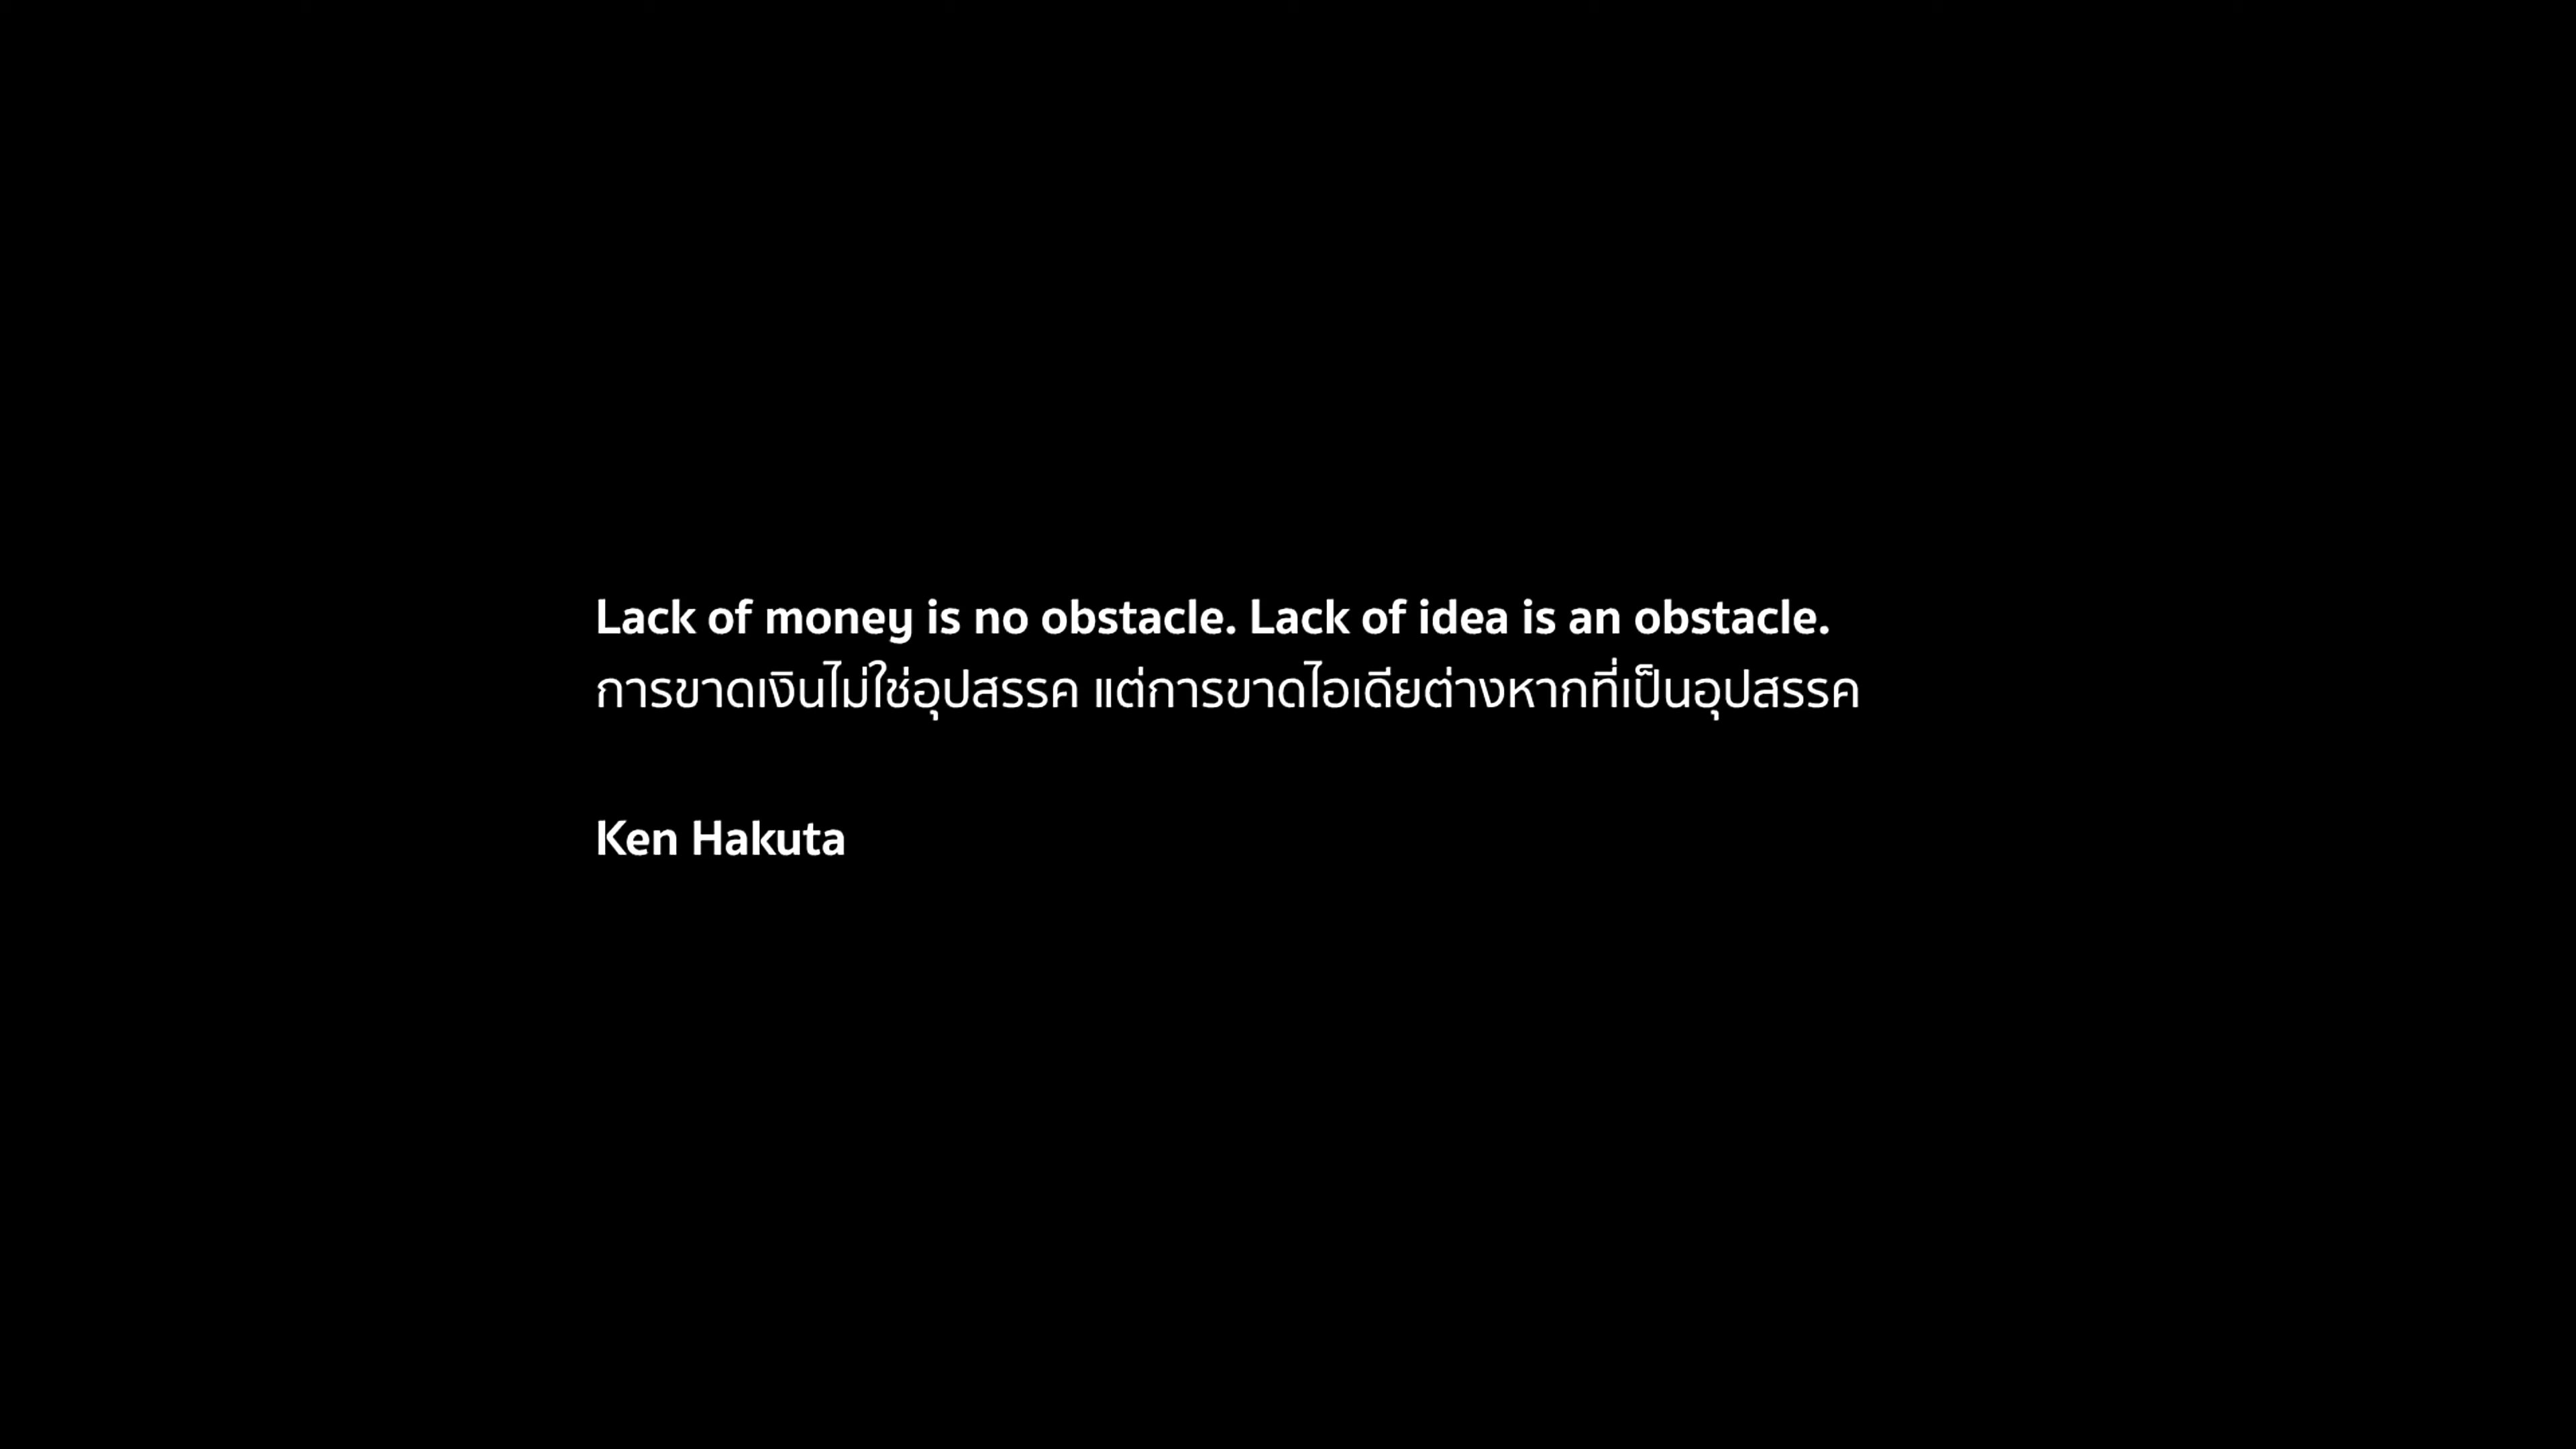 Lack of money is no obstacle. Lack of idea is an obstacle.
การขาดเงินไม่ใช่อุปสรรค แต่การขาดไอเดียต่างหากที่เป็นอุปสรรค
Ken Hakuta